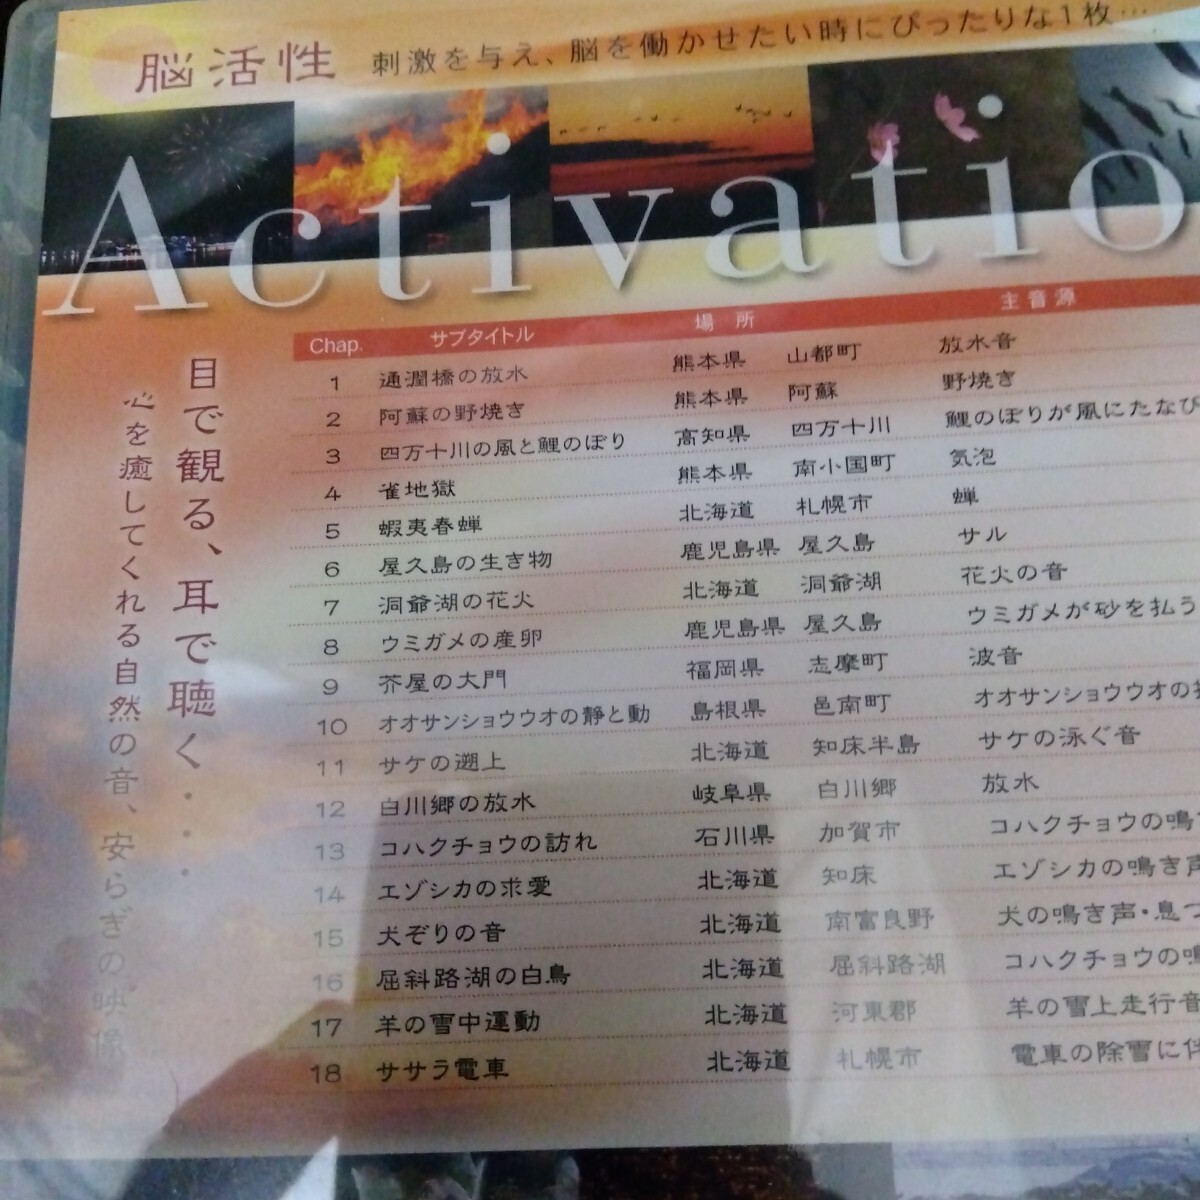 脳活性 刺激を与え、脳を働かせたい時にぴったりな1枚…
Activatio
目で観る、耳で聴く・・・
心を癒してくれる自然の音、安らぎの映像
Chap. サブタイトル 場所 主音源
1 通潤橋の放水 熊本県 山都町 放水音
2 阿蘇の野焼き 熊本県 阿蘇 野焼き
3 四万十川の風と鯉のぼり 高知県 四万十川 鯉のぼりが風にたなび
4 雀地獄 熊本県 南小国町 気泡
5 蝦夷春蝉 北海道 札幌市 蝉
6 屋久島の生き物 鹿児島県 屋久島 サル
7 洞爺湖の花火 北海道 洞爺湖 花火の音
8 ウミガメの産卵 鹿児島県 屋久島 ウミガメが砂を払う
9 芥屋の大門 福岡県 志摩町 波音
10 オオサンショウウオの静と動 島根県 邑南町 オオサンショウウオの
11 サケの遡上 北海道 知床半島 サケの泳ぐ音
12 白川郷の放水 岐阜県 白川郷 放水
13 コハクチョウの訪れ 石川県 加賀市 コハクチョウの鳴
14 エゾシカの求愛 北海道 知床 エゾシカの鳴き声
15 犬ぞりの音 北海道 南富良野 犬の鳴き声・息づ
16 屈斜路湖の白鳥 北海道 屈斜路湖 コハクチョウの鳴
17 羊の雪中運動 北海道 河東郡 羊の雪上走行音
18 ササラ電車 北海道 札幌市 電車の除雪に伴